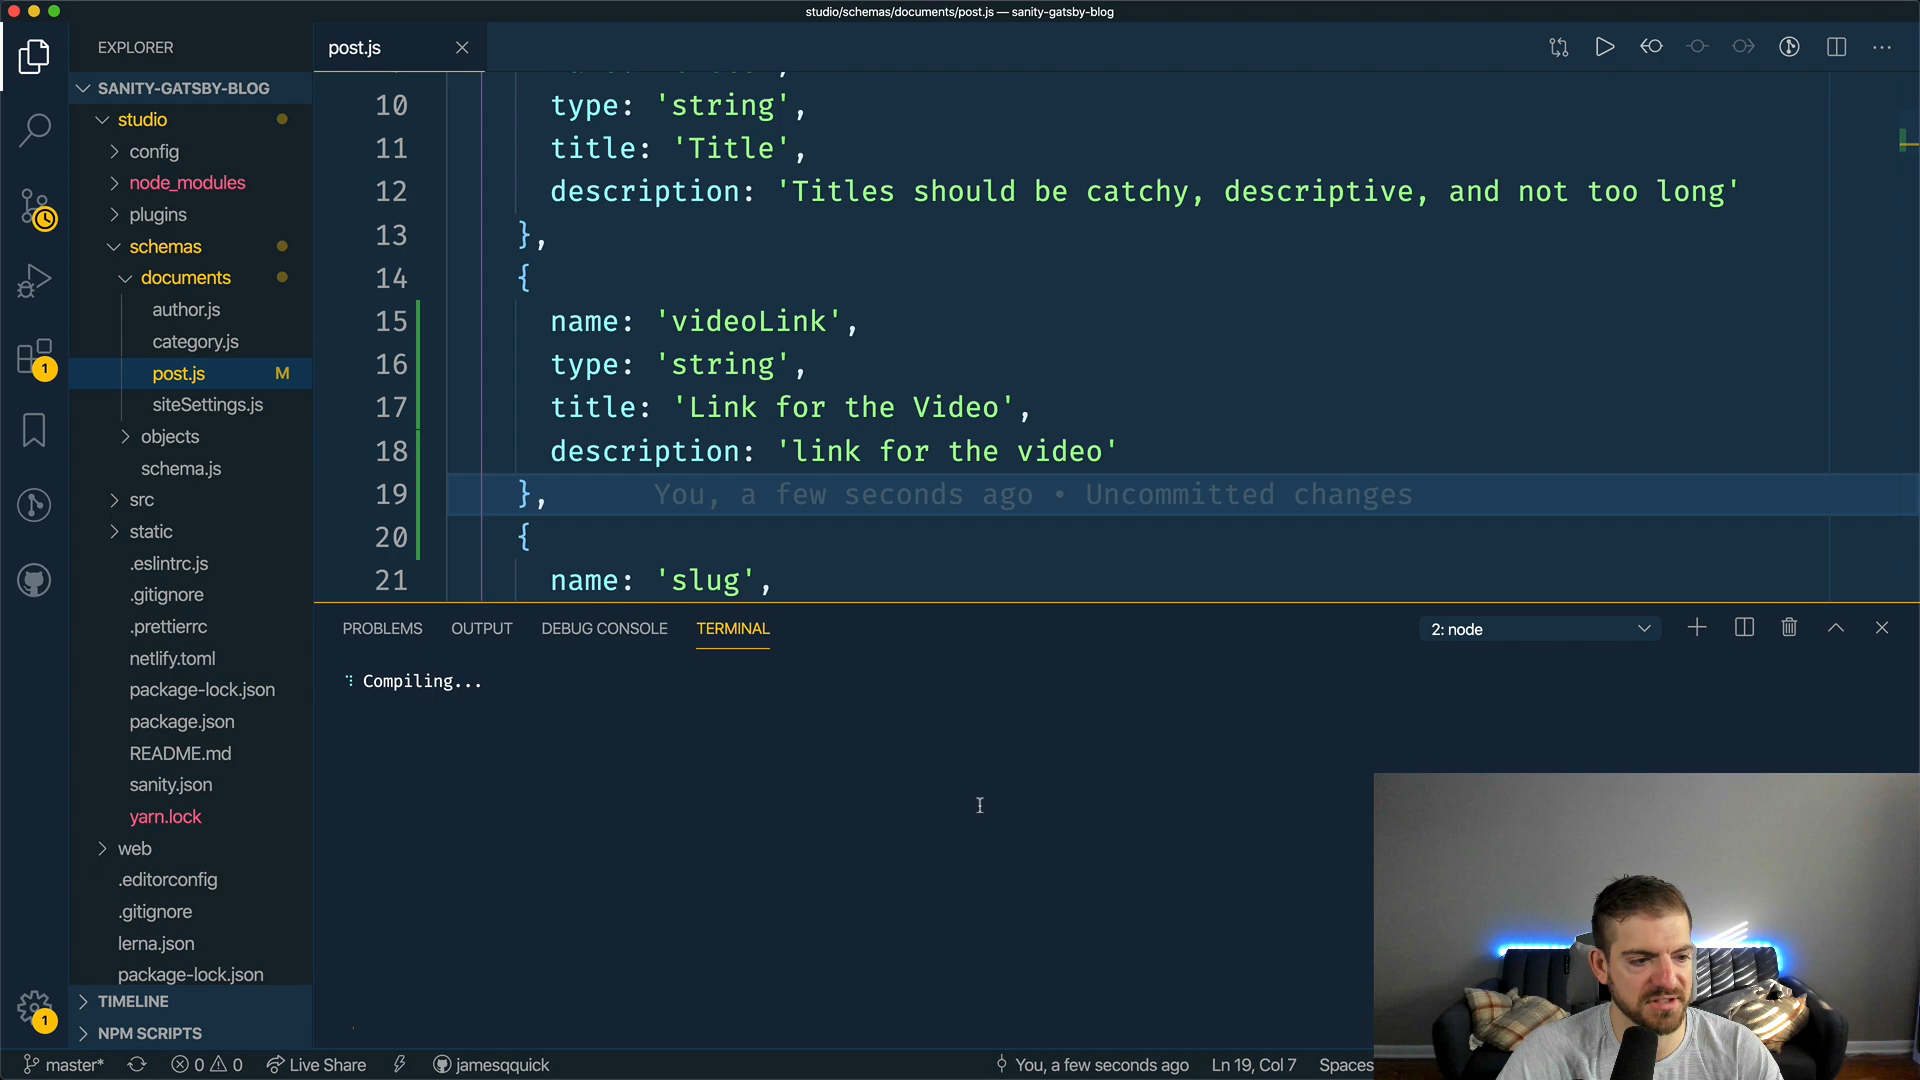 studio/schemas/documents/post.js — sanity-gatsby-blog
EXPLORER
post.js
SANITY-GATSBY-BLOG
studio
config
node_modules
plugins
schemas
documents
author.js
category.js
post.js M
siteSettings.js
objects
schema.js
src
static
.eslintrc.js
.gitignore
.prettierrc
netlify.toml
package-lock.json
package.json
README.md
sanity.json
yarn.lock
web
.editorconfig
.gitignore
lerna.json
package-lock.json
TIMELINE
NPM SCRIPTS
1
1
10 type: 'string',
11 title: 'Title',
12 description: 'Titles should be catchy, descriptive, and not too long'
13 },
14 {
15 name: 'videoLink',
16 type: 'string',
17 title: 'Link for the Video',
18 description: 'link for the video'
19 }, You, a few seconds ago • Uncommitted changes
20 {
21 name: 'slug',
PROBLEMS OUTPUT DEBUG CONSOLE TERMINAL 2: node
Compiling...
master* 0 0 Live Share jamesqquick You, a few seconds ago Ln 19, Col 7 Spaces